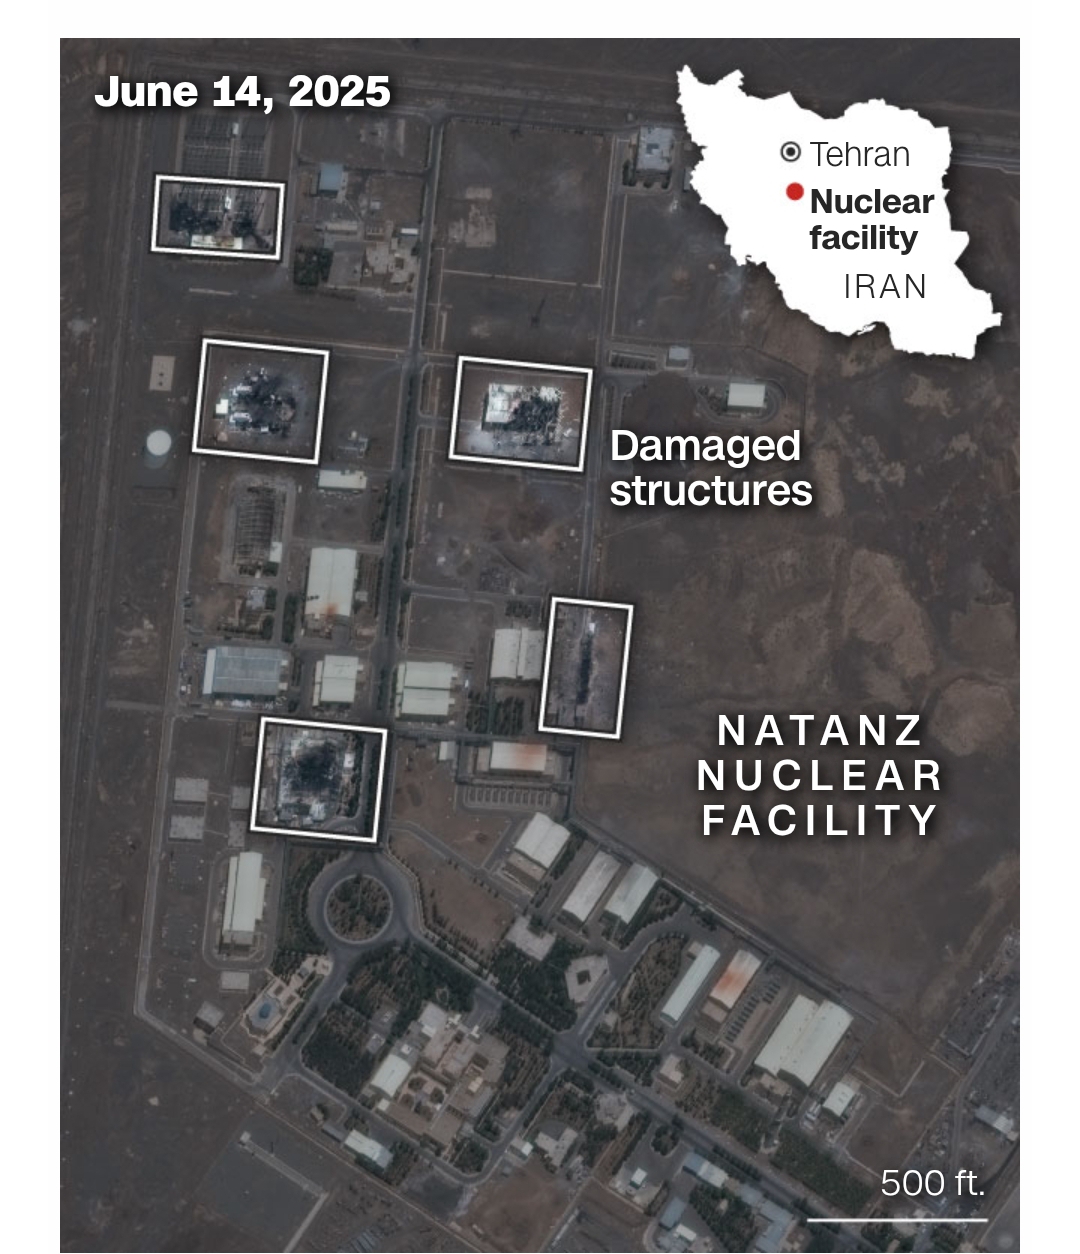 June 14, 2025
Tehran
Nuclear
facility
IRAN
Damaged
structures
NATANZ
NUCLEAR
FACILITY
500 ft.